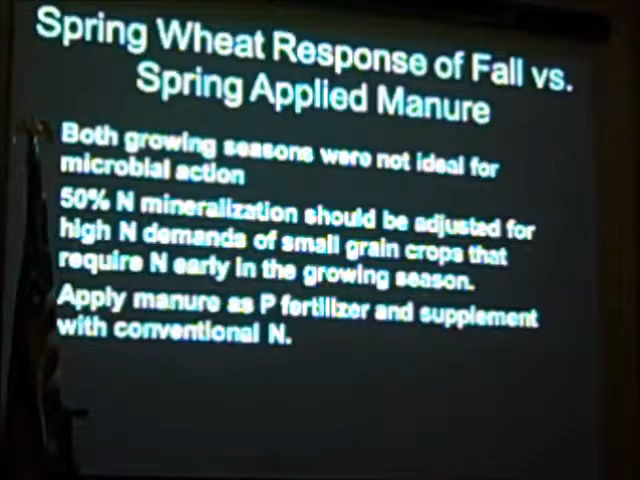 Spring Wheat Response of Fall vs.
Spring Applied Manure
Both growing seasons were not ideal for
microbial action
50% N mineralization should be adjusted for
high N demands of small grain crops that
require N early in the growing season.
Apply manure as P fertilizer and supplement
with conventional N.